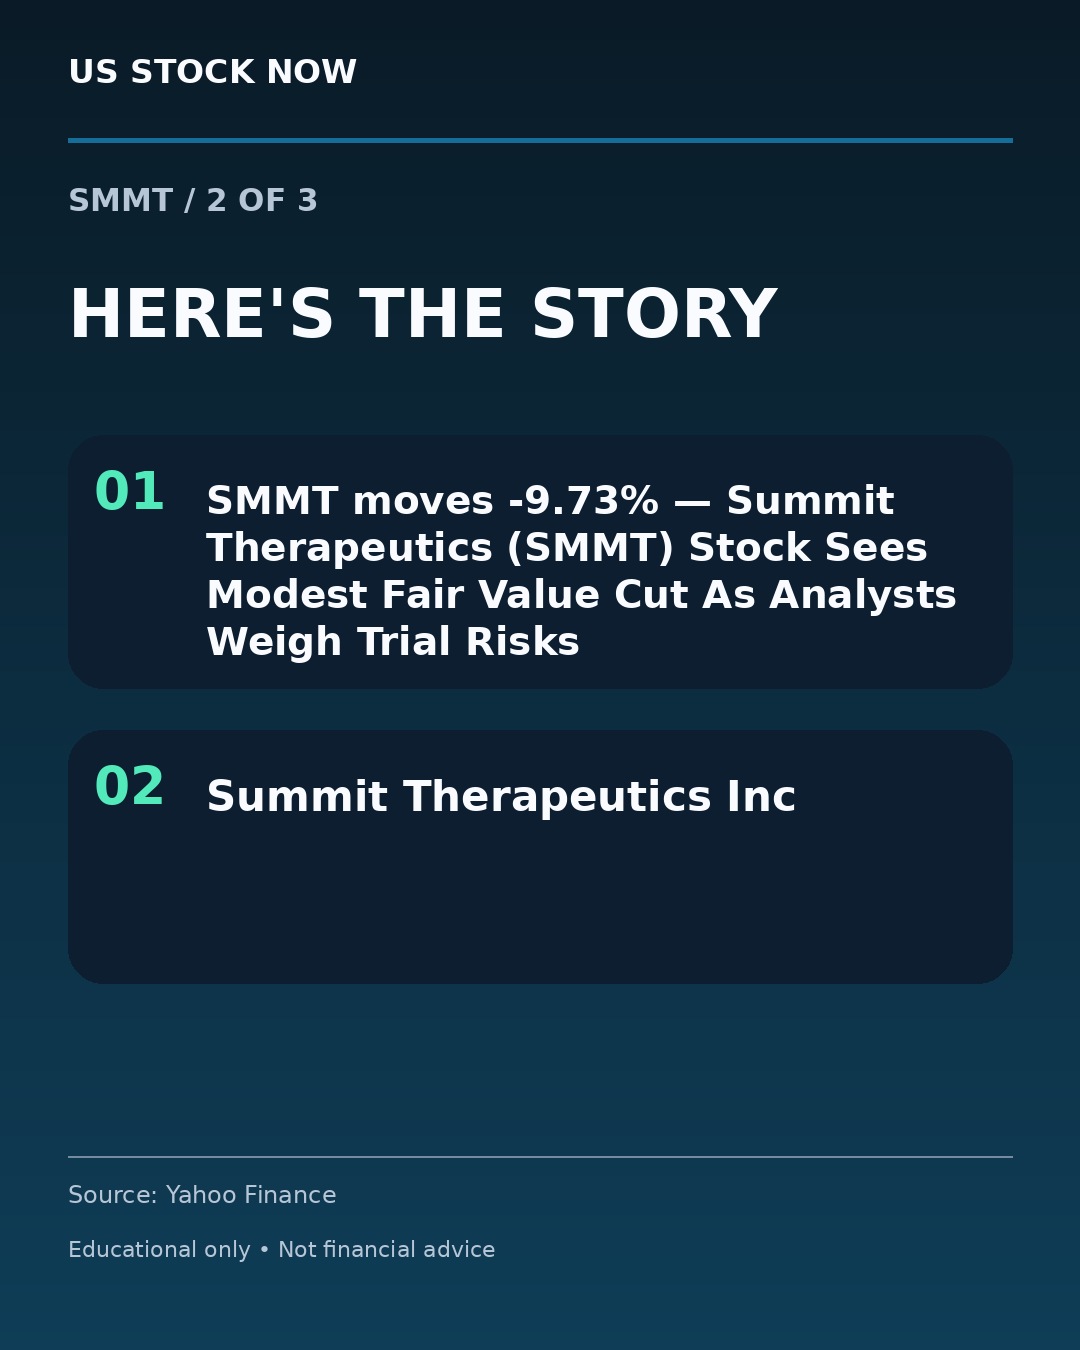 US STOCK NOW
SMMT / 2 OF 3
HERE'S THE STORY
01
SMMT moves -9.73% — Summit
Therapeutics (SMMT) Stock Sees
Modest Fair Value Cut As Analysts
Weigh Trial Risks
02
Summit Therapeutics Inc
Source: Yahoo Finance
Educational only • Not financial advice